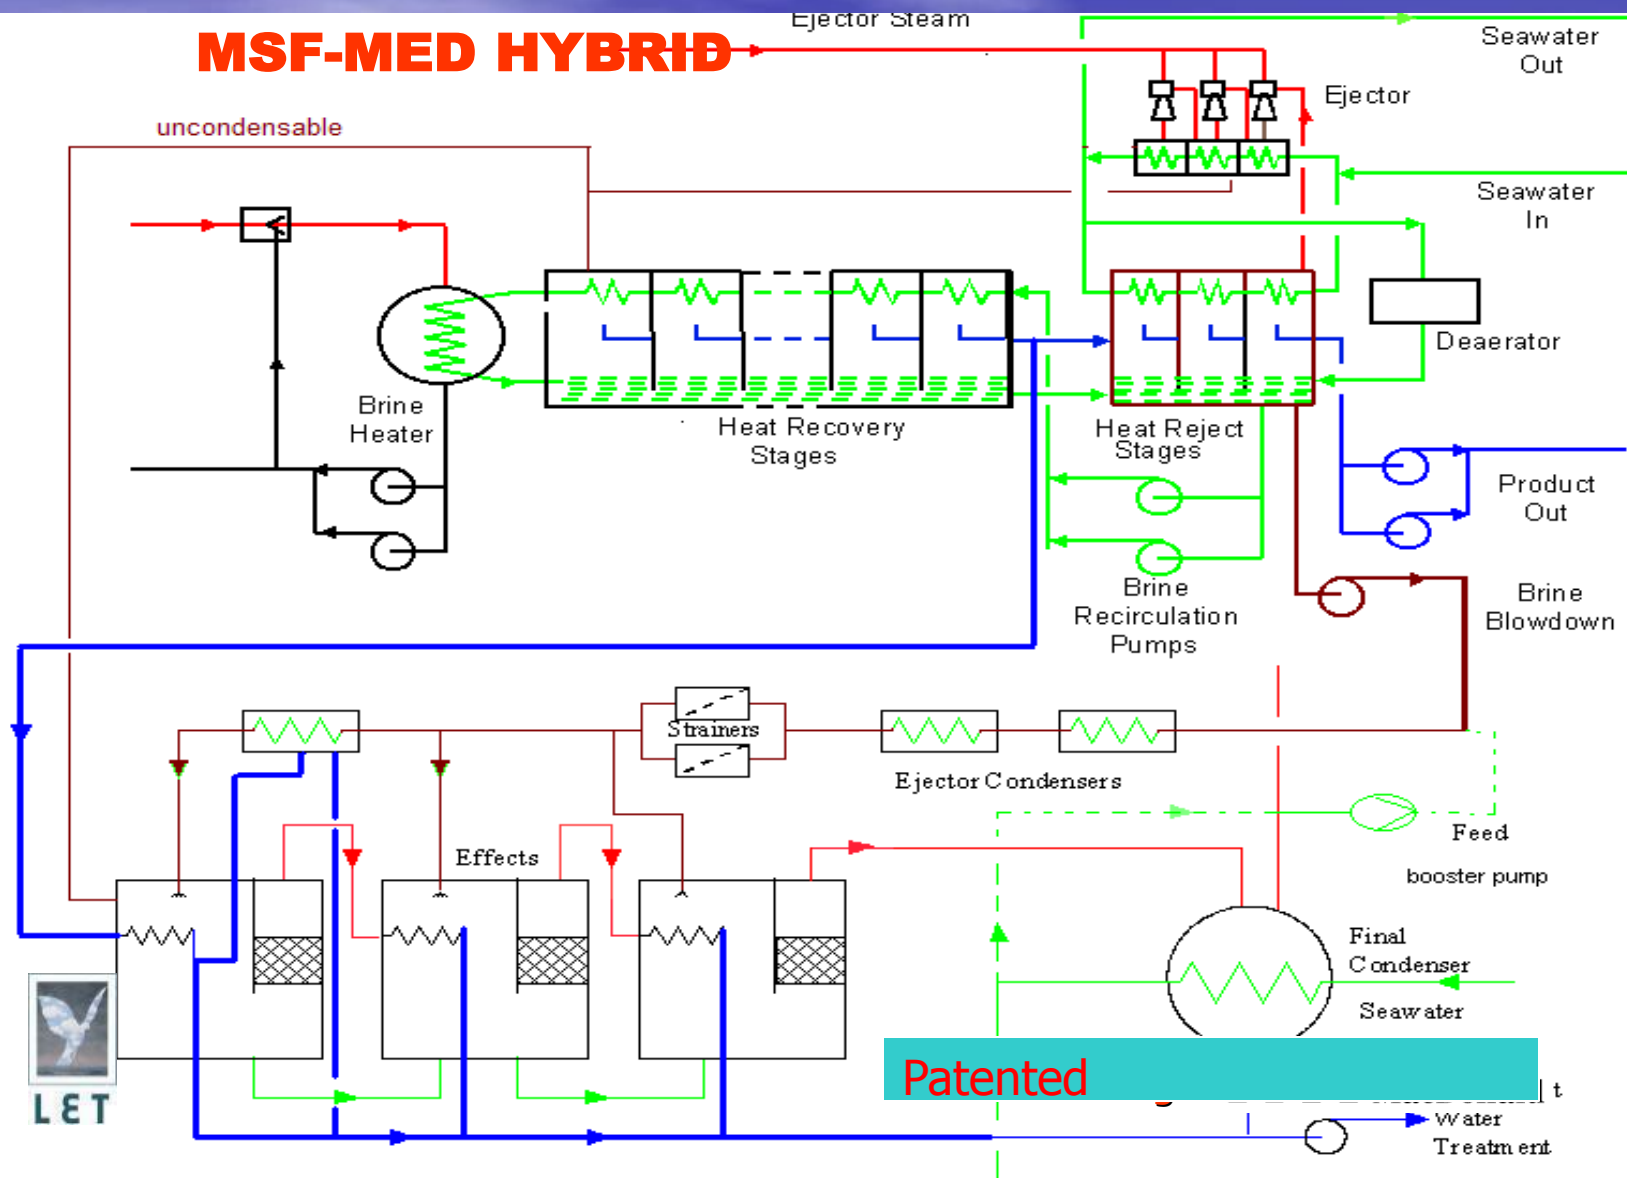 Ejector Steam
MSF-MED HYBRID
Seawater
Out
Ejector
uncondensable
Seawater
In
Deaerator
Brine
Heater
Heat Recovery
Stages
Heat Reject
Stages
Product
Out
Brine
Recirculation
Pumps
Brine
Blowdown
Strainers
Ejector Condensers
Feed
booster pump
Effects
Final
Condenser
Seawater
Patented
t
Water
Treatment
LET